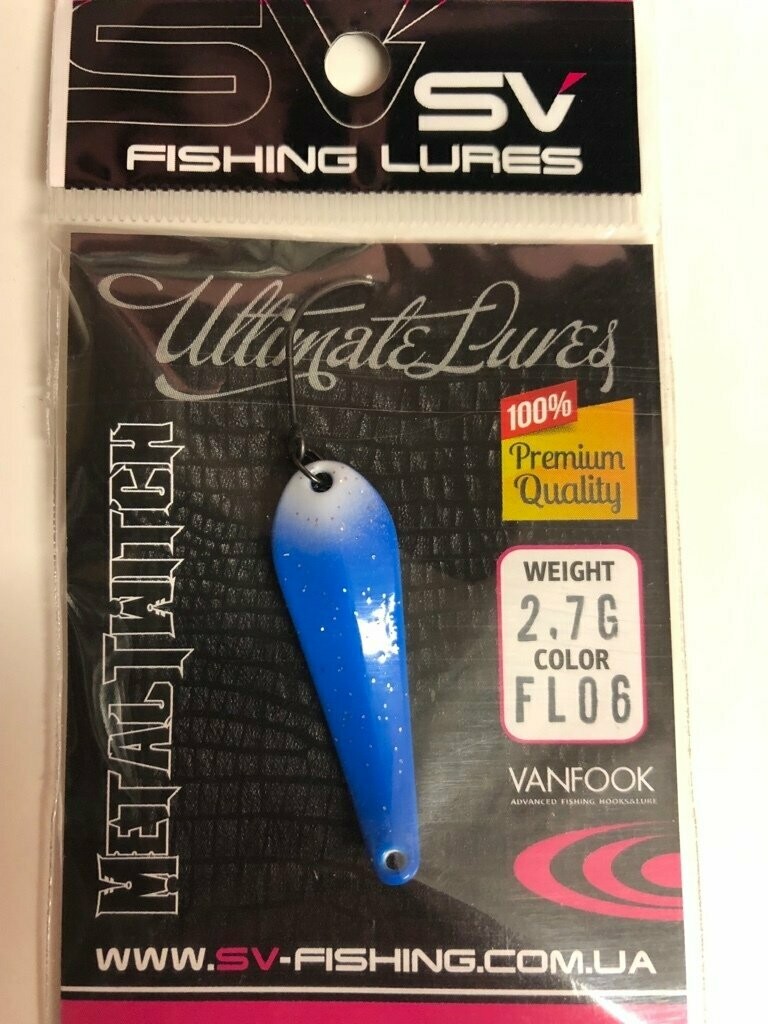 SV
SV
FISHING LURES
Ultimate Lures
100%
Premium
Quality
METAL TWITCH
WEIGHT
2.7G
COLOR
FL06
VANFOOK
ADVANCED FISHING HOOKS&LURE
WWW.SV-FISHING.COM.UA